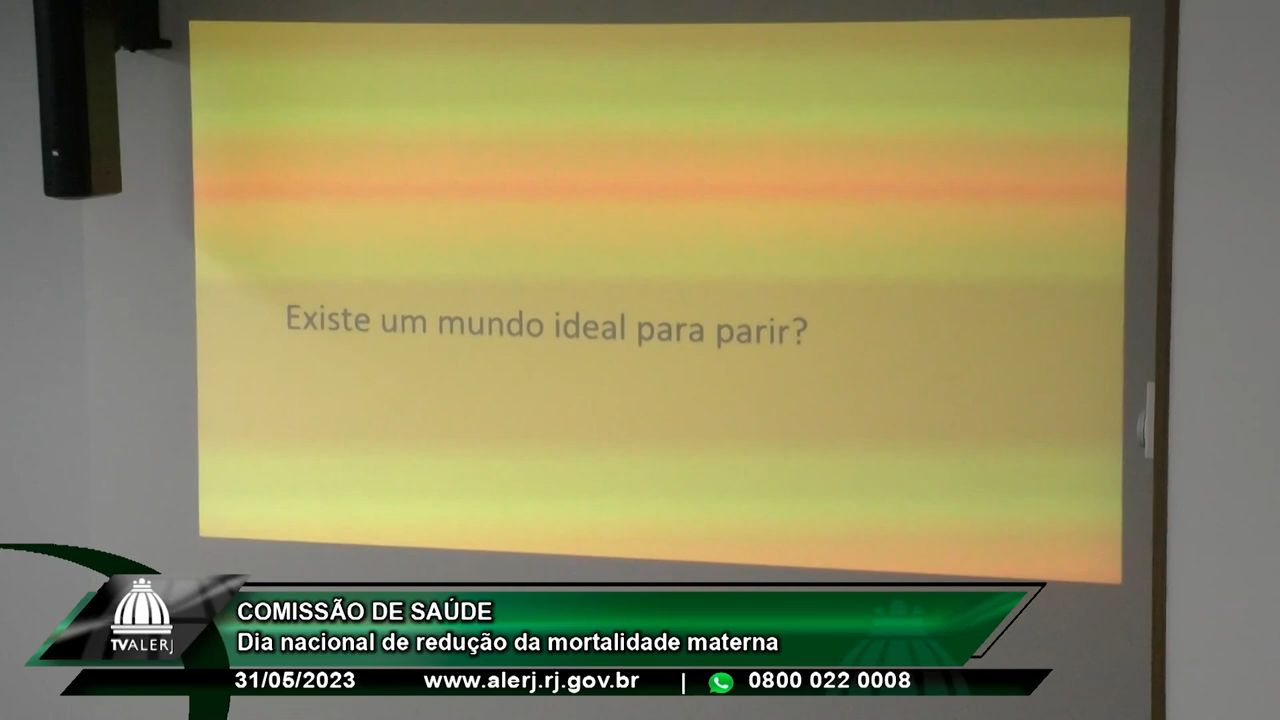 Existe um mundo ideal para parir?
COMISSÃO DE SAÚDE
Dia nacional de redução da mortalidade materna
TVALERJ
31/05/2023 www.alerj.rj.gov.br | 0800 022 0008